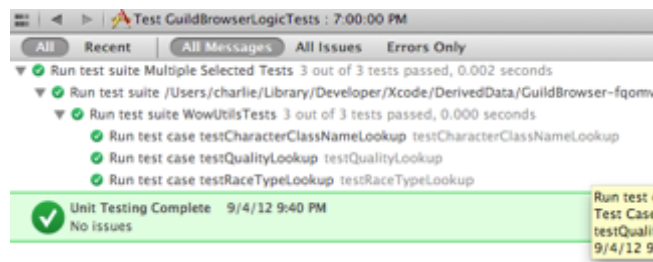 Test GuildBrowserLogicTests : 7:00:00 PM
All Recent All Messages All Issues Errors Only
Run test suite Multiple Selected Tests 3 out of 3 tests passed, 0.002 seconds
Run test suite /Users/charlie/Library/Developer/Xcode/DerivedData/GuildBrowser-fqomv
Run test suite WowUtilsTests 3 out of 3 tests passed, 0.000 seconds
Run test case testCharacterClassNameLookup testCharacterClassNameLookup
Run test case testQualityLookup testQualityLookup
Run test case testRaceTypeLookup testRaceTypeLookup
Unit Testing Complete 9/4/12 9:40 PM
No issues
Run test
Test Case
testQuali
9/4/12 9